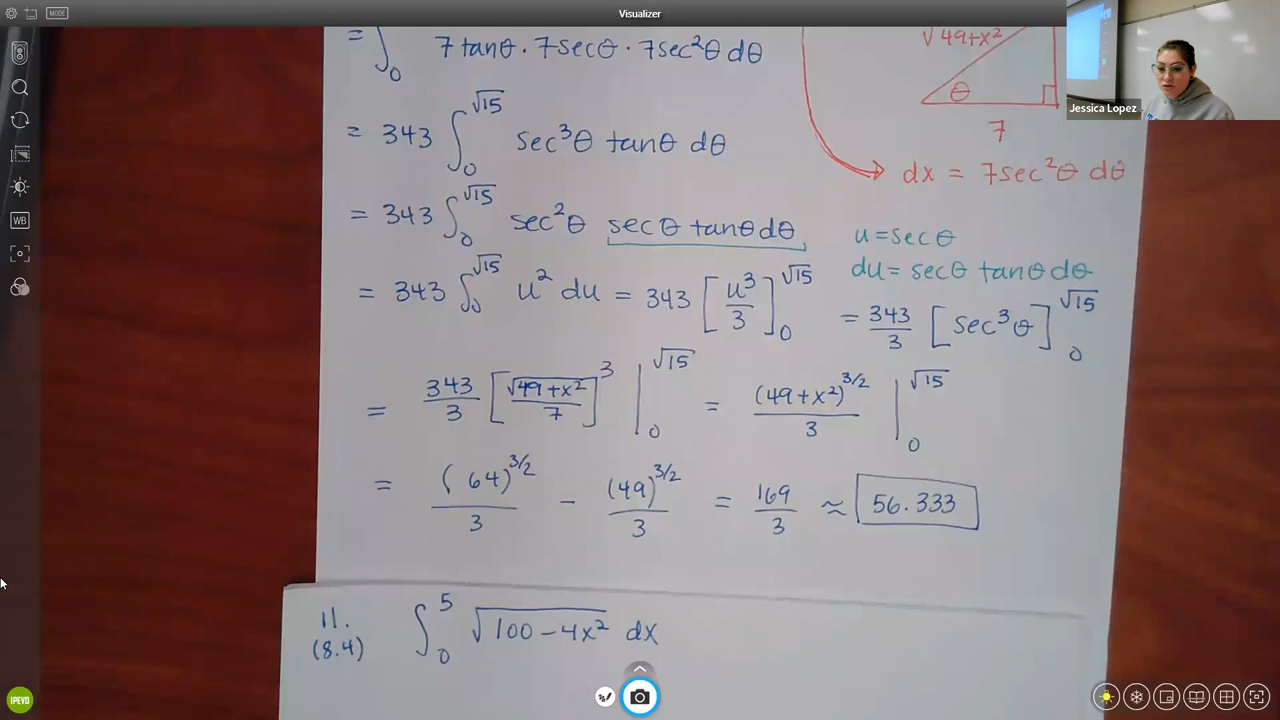 MODE
Visualizer
= ∫₀ 7 tanθ · 7secθ · 7sec²θ dθ
√49+x²
θ
7
Jessica Lopez
= 343 ∫₀^√15 sec³θ tanθ dθ
dx = 7sec²θ dθ
= 343 ∫₀^√15 sec²θ secθ tanθ dθ
u = secθ
du = secθ tanθ dθ
= 343 ∫₀^√15 u² du = 343 [u³/3]₀^√15 = 343/3 [sec³θ]₀^√15
= 343/3 [√49+x²/7]³ |₀^√15 = (49+x²)^3/2 / 3 |₀^√15
= (64)^3/2 / 3 - (49)^3/2 / 3 = 169/3 ≈ 56.333
11. ∫₀⁵ √100-4x² dx
(8.4)
WB
IPEVO